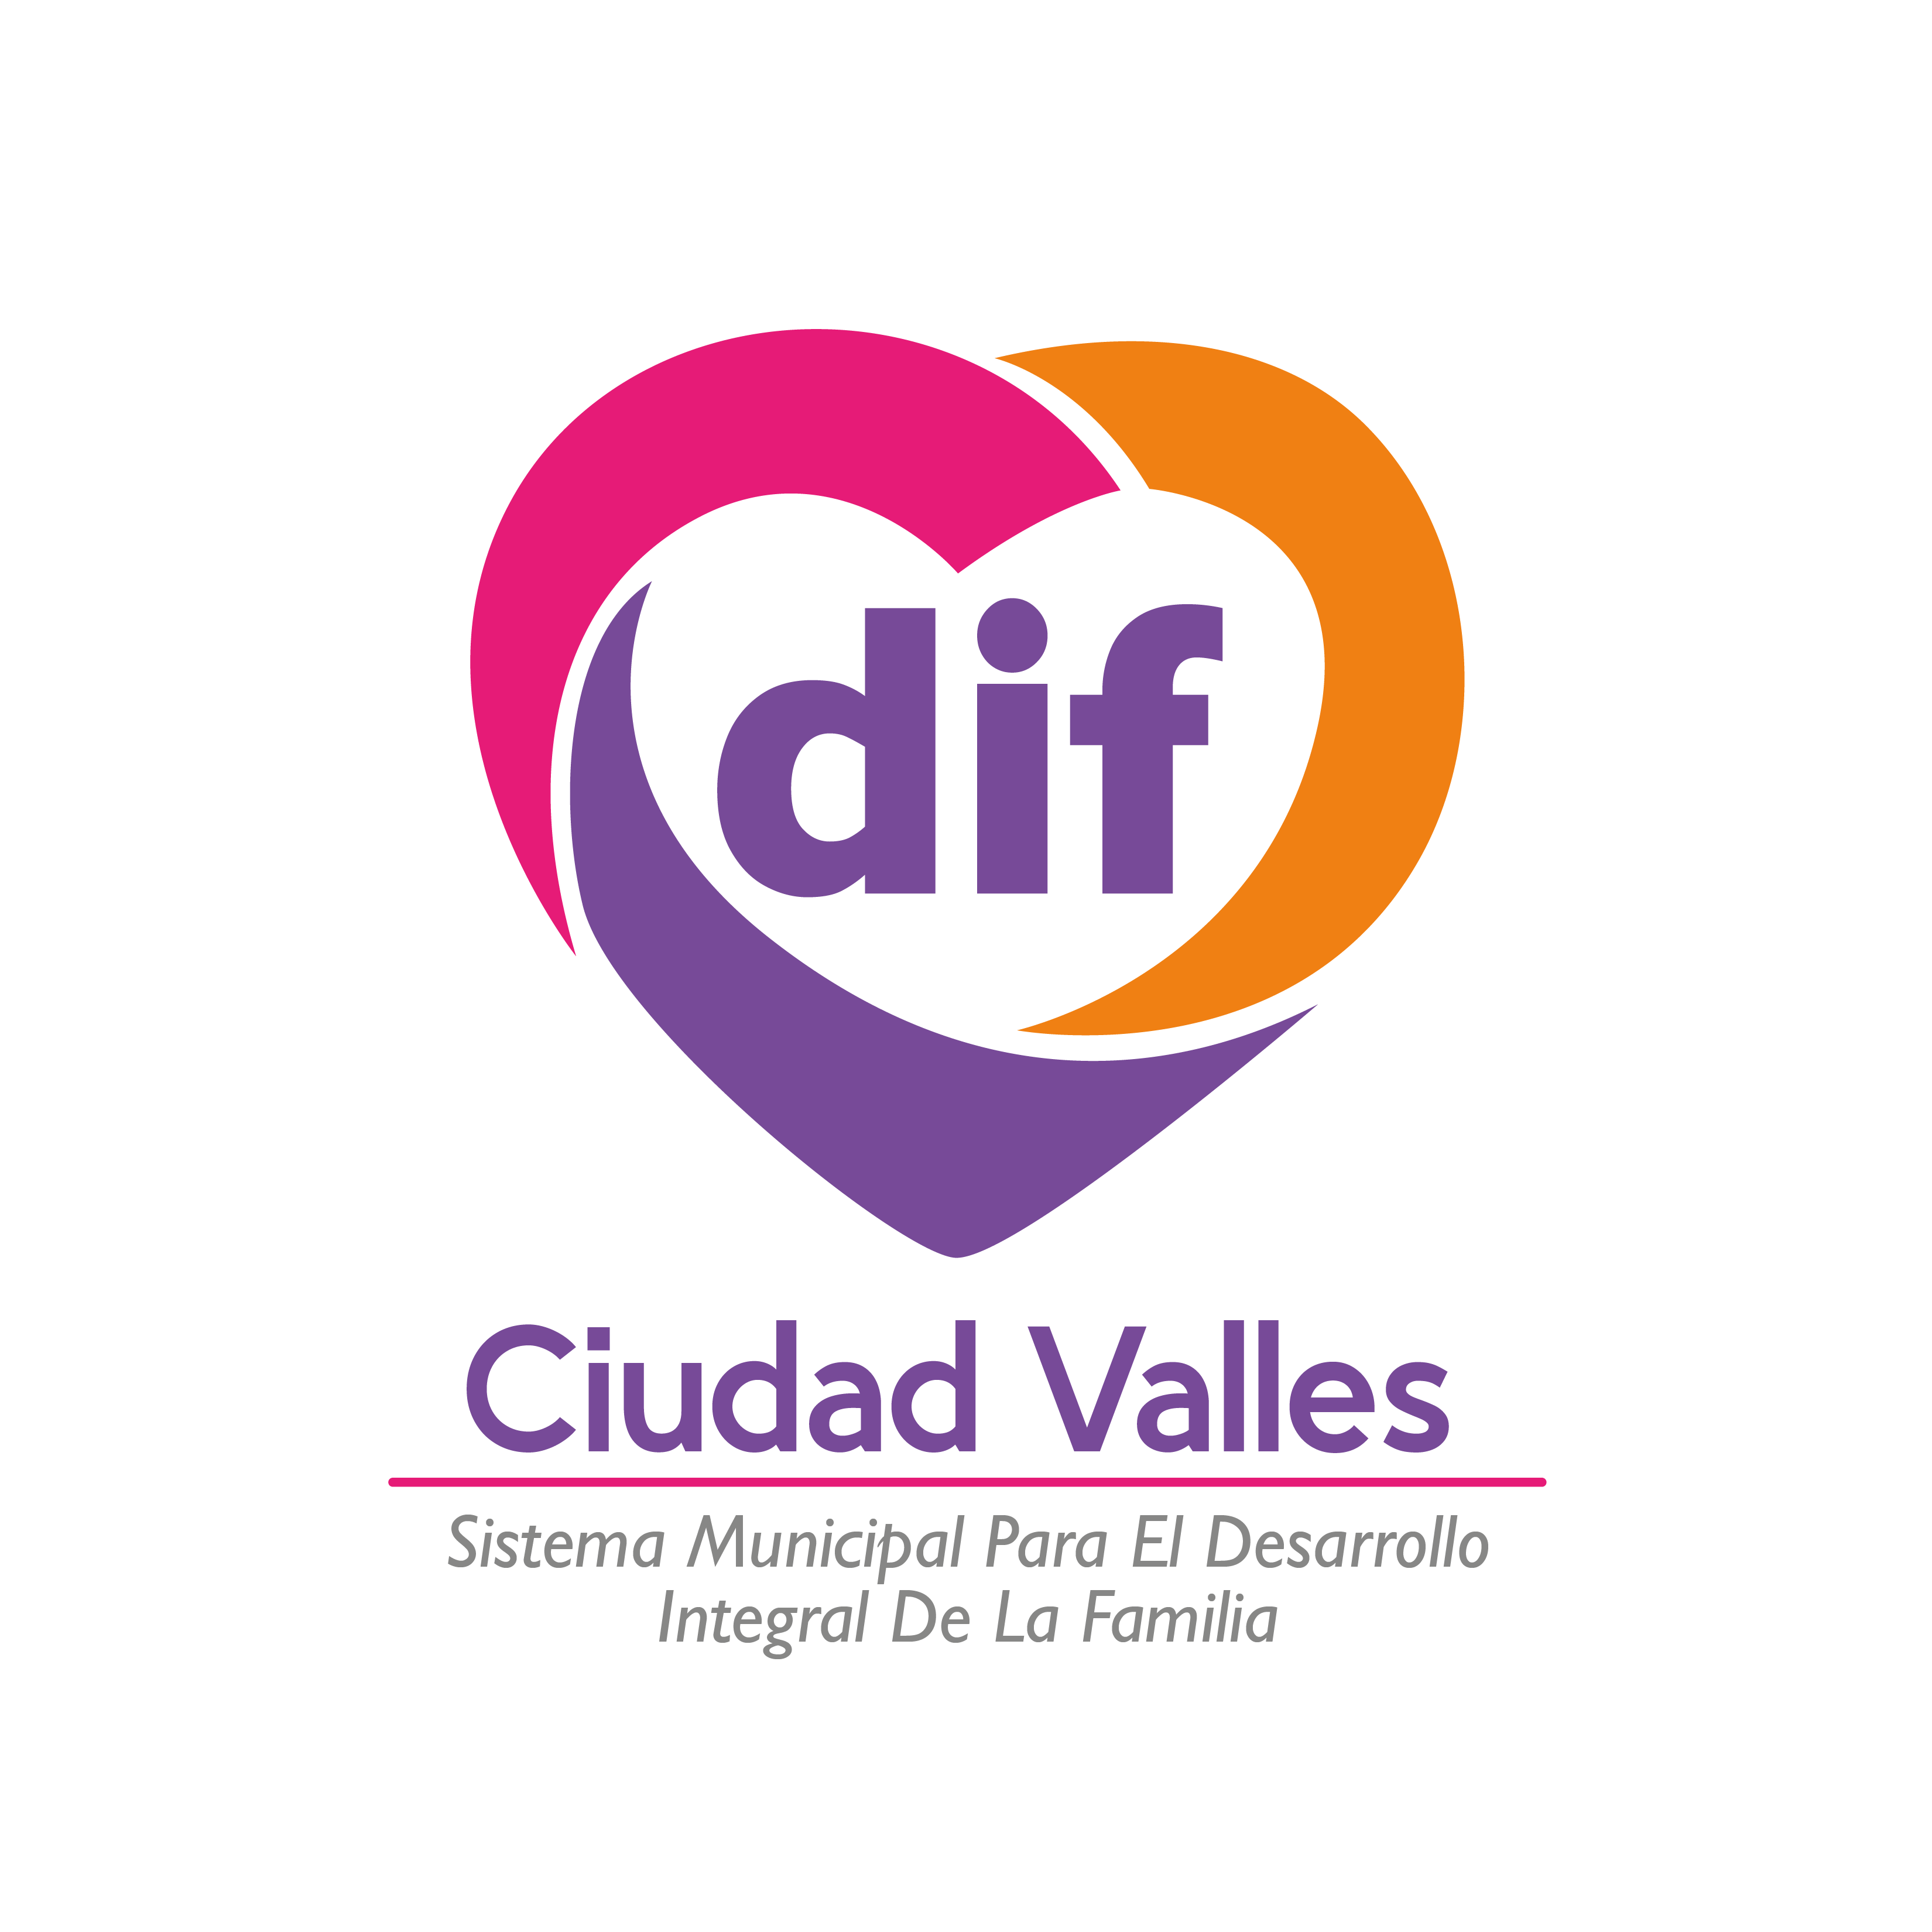 dif
Ciudad Valles
Sistema Municipal Para El Desarrollo
Integral De La Familia